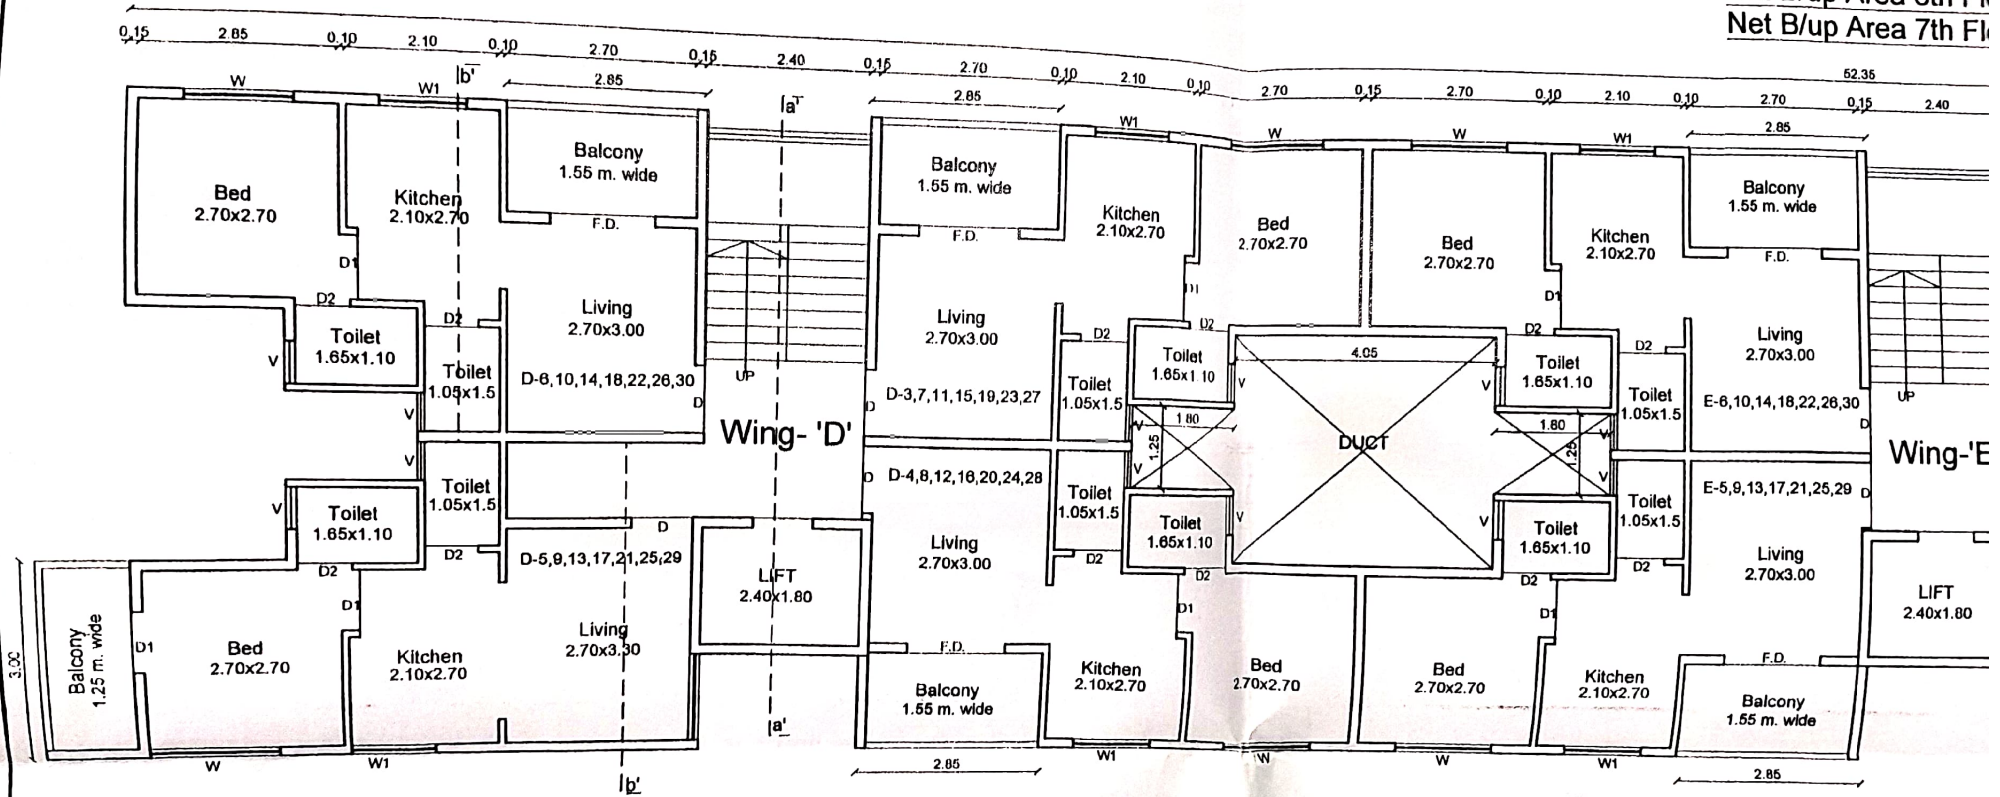 Net B/up Area 7th
0.15 2.85 0.10 2.10 0.10 2.70 0.15 2.40 0.15 2.70 0.10 2.10 0.10 2.70 0.15 2.70 0.10 2.10 0.10 2.70 0.15 2.40
52.35
2.85 2.85 2.85
W W1 b' a' W1 W W W1
Balcony
1.55 m. wide
Balcony
1.55 m. wide
Balcony
1.55 m. wide
Bed
2.70x2.70
Kitchen
2.10x2.70
Kitchen
2.10x2.70
Bed
2.70x2.70
Bed
2.70x2.70
Kitchen
2.10x2.70
F.D. F.D. F.D.
D1 D1 D1
Living
2.70x3.00
Living
2.70x3.00
Living
2.70x3.00
D2 D2 D2 D2 D2 D2
Toilet
1.65x1.10
Toilet
1.05x1.5
UP
Toilet
1.05x1.5
Toilet
1.65x1.10
4.05
Toilet
1.65x1.10
Toilet
1.05x1.5
UP
V V V V
D-6,10,14,18,22,26,30
D-3,7,11,15,19,23,27
E-6,10,14,18,22,26,30
D D D
Wing- 'D'
1.80
1.25
V
V
DUCT
1.80
1.25
V
V
Wing-'E
V
D-4,8,12,16,20,24,28
E-5,9,13,17,21,25,29
D D
Toilet
1.65x1.10
Toilet
1.05x1.5
Toilet
1.05x1.5
Toilet
1.65x1.10
Toilet
1.65x1.10
Toilet
1.05x1.5
V V V
D
D2 D2 D2 D2 D2 D2
D-5,9,13,17,21,25,29
LIFT
2.40x1.80
Living
2.70x3.00
Living
2.70x3.00
LIFT
2.40x1.80
D1 D1 D1 D1
3.00
Balcony
1.25 m. wide
Bed
2.70x2.70
Kitchen
2.10x2.70
Living
2.70x3.30
F.D. F.D.
Kitchen
2.10x2.70
Bed
2.70x2.70
Bed
2.70x2.70
Kitchen
2.10x2.70
Balcony
1.55 m. wide
Balcony
1.55 m. wide
a'
W W1 W1 W W W1
2.85 2.85
b'